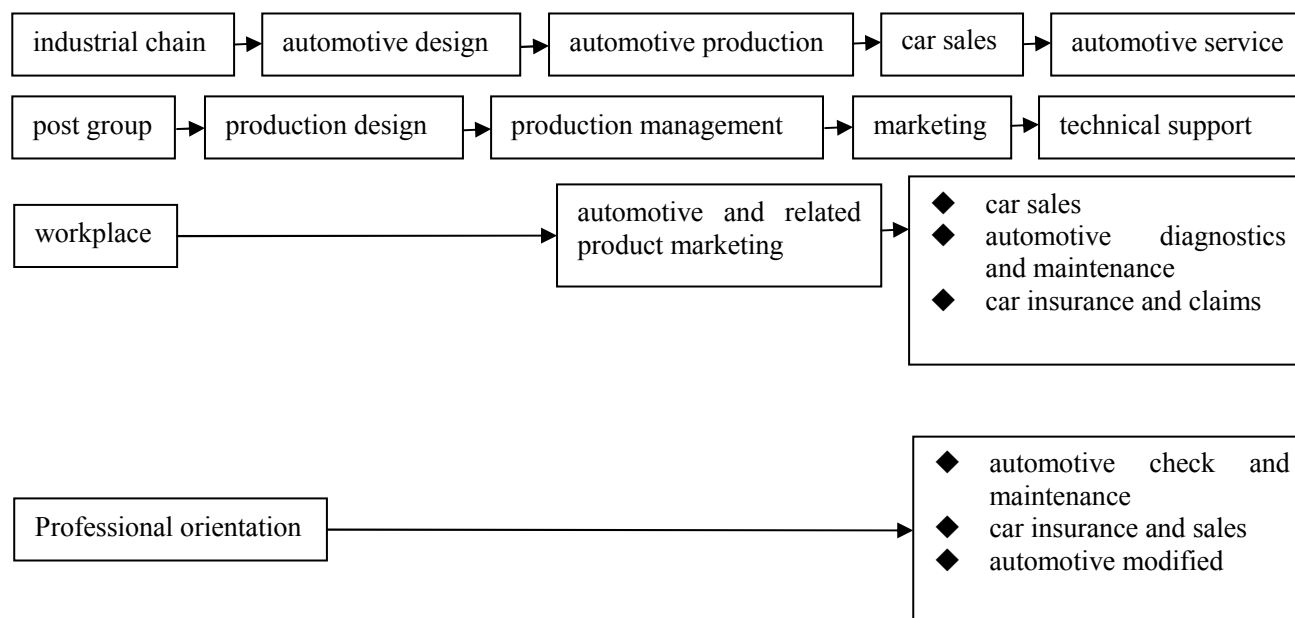 industrial chain automotive design automotive production car sales automotive service
post group production design production management marketing technical support
workplace
automotive and related
product marketing
◆ car sales
◆ automotive diagnostics
and maintenance
◆ car insurance and claims
Professional orientation
◆ automotive check and
maintenance
◆ car insurance and sales
◆ automotive modified